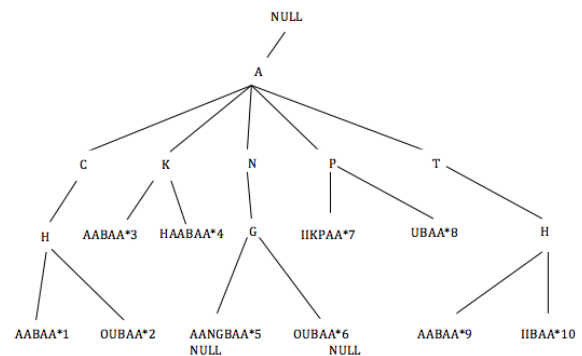 NULL
A
C K N P T
H AABAA*3 HAABAA*4 G IIKPAA*7 UBAA*8 H
AABAA*1 OUBAA*2 AANGBAA*5 OUBAA*6 AABAA*9 IIBAA*10
NULL NULL